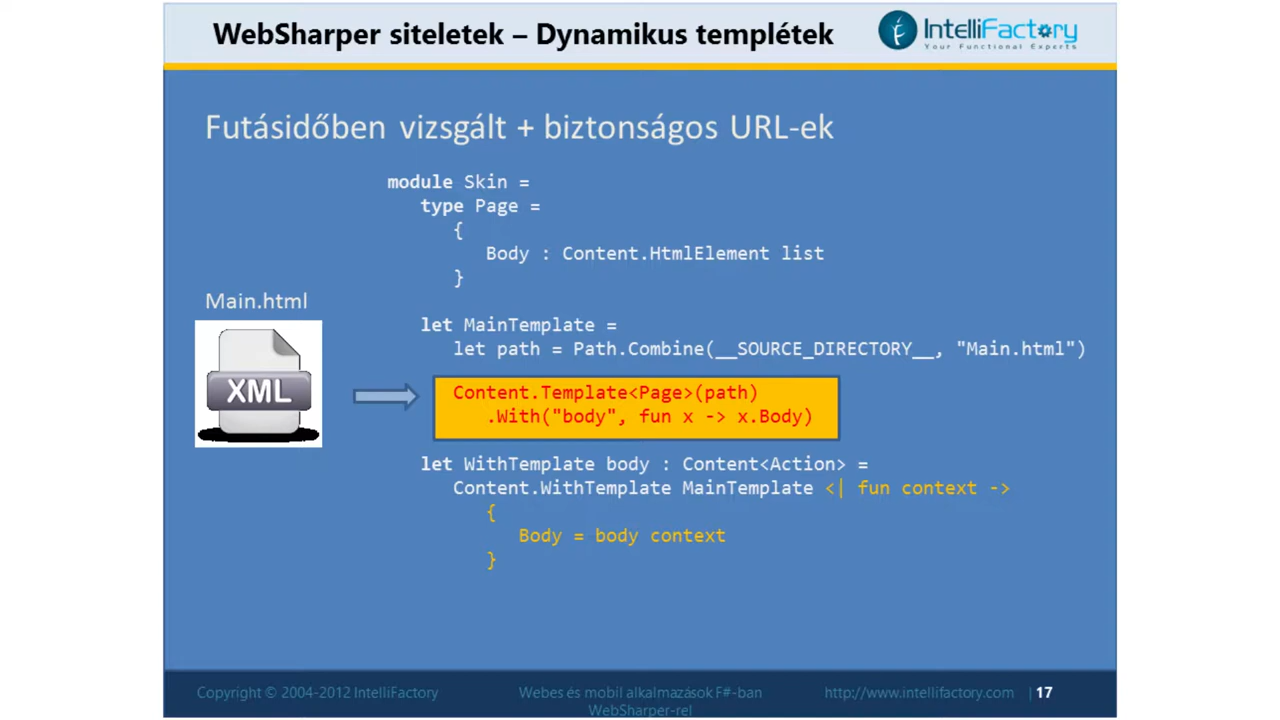 WebSharper siteletek – Dynamikus templétek
IntelliFactory
Your Functional Experts
Futásidőben vizsgált + biztonságos URL-ek
module Skin =
type Page =
{
Body : Content.HtmlElement list
}
Main.html
XML
let MainTemplate =
let path = Path.Combine(__SOURCE_DIRECTORY__, "Main.html")
Content.Template<Page>(path)
.With("body", fun x -> x.Body)
let WithTemplate body : Content<Action> =
Content.WithTemplate MainTemplate <| fun context ->
{
Body = body context
}
Copyright © 2004-2012 IntelliFactory
Webes és mobil alkalmazások F#-ban
WebSharper-rel
http://www.intellifactory.com | 17